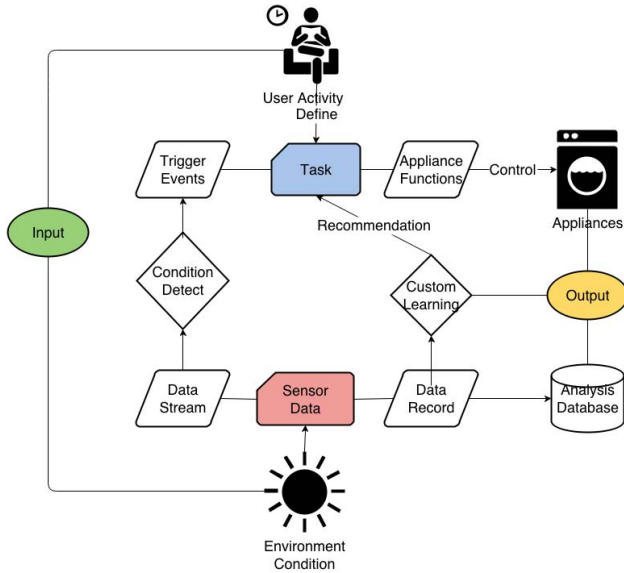 User Activity
Define
Trigger
Events
Task
Appliance
Functions
Control
Appliances
Recommendation
Input
Condition
Detect
Custom
Learning
Output
Data
Stream
Sensor
Data
Data
Record
Analysis
Database
Environment
Condition